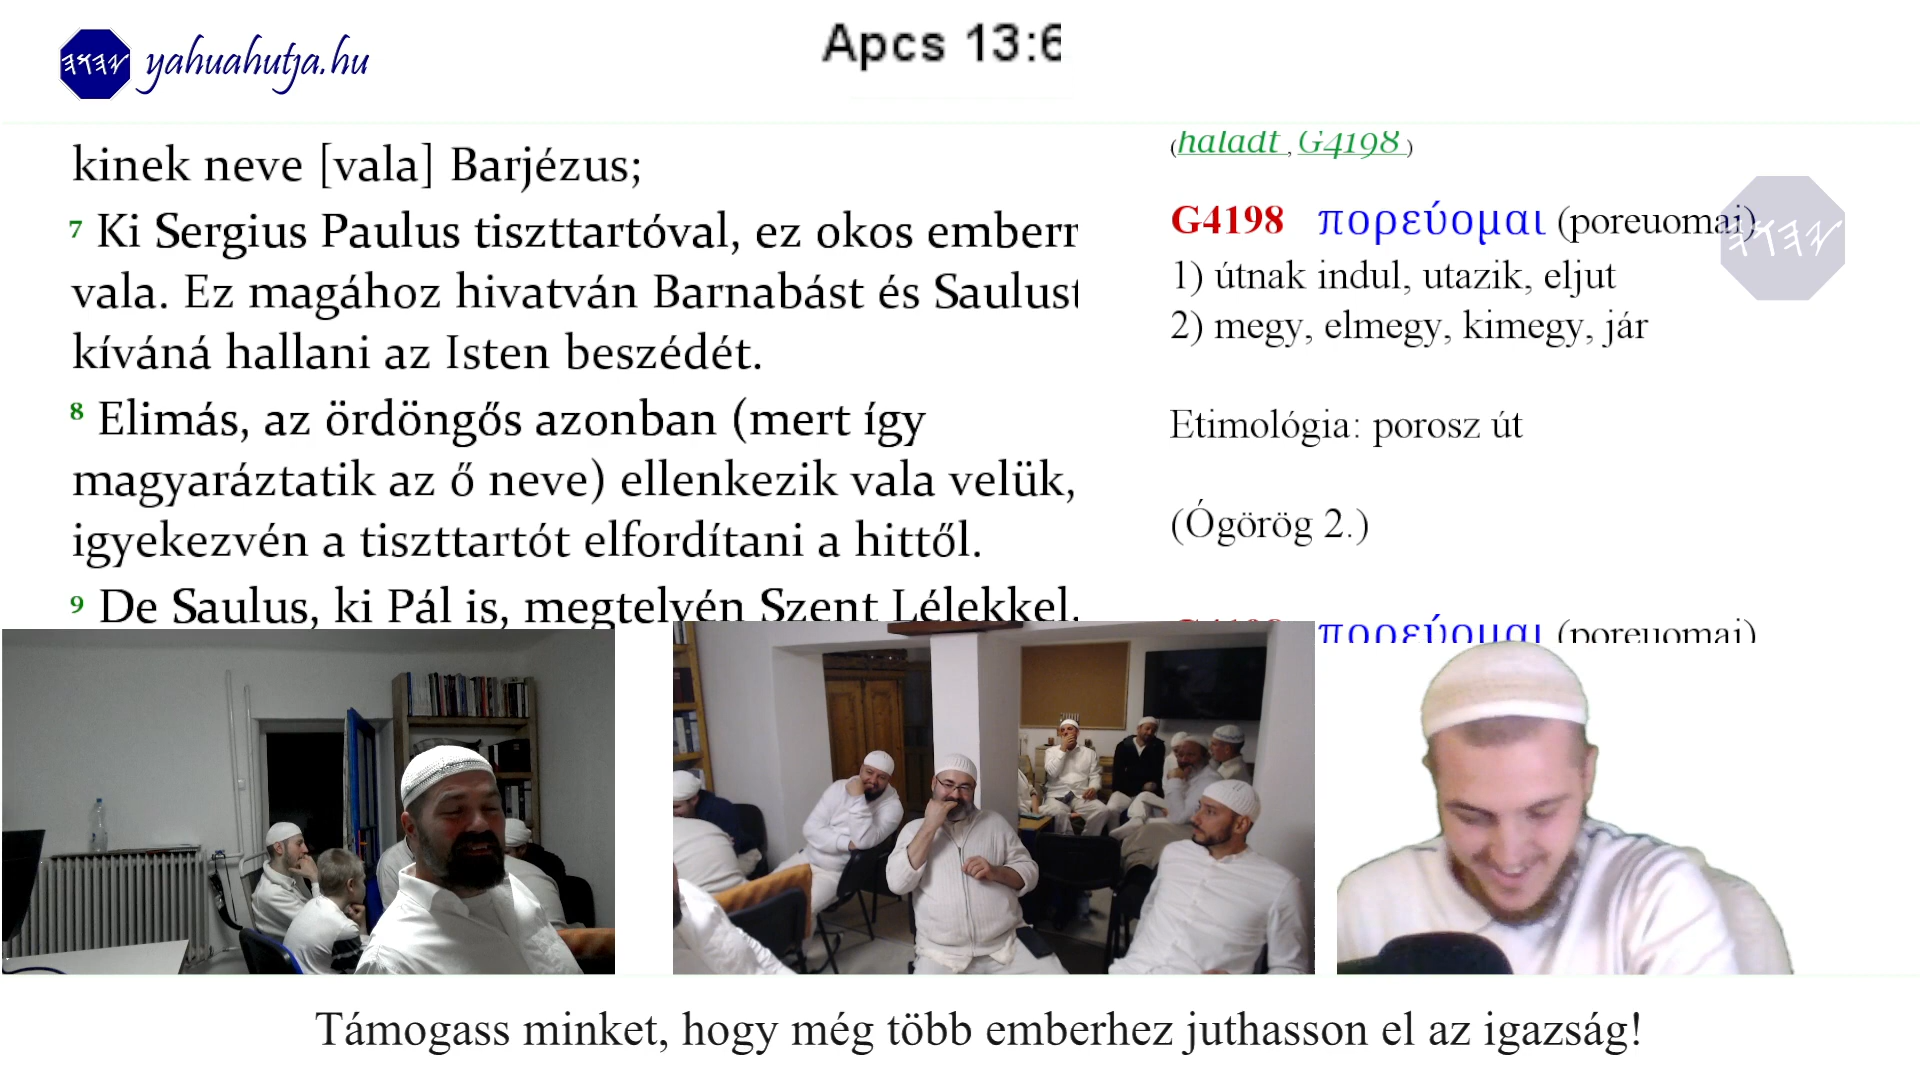 yahuahutja.hu
Apcs 13:6
kinek neve [vala] Barjézus;
7 Ki Sergius Paulus tiszttartóval, ez okos emberr
vala. Ez magához hivatván Barnabást és Saulust
kíváná hallani az Isten beszédét.
8 Elimás, az ördöngős azonban (mert így
magyaráztatik az ő neve) ellenkezik vala velük,
igyekezvén a tiszttartót elfordítani a hittől.
9 De Saulus, ki Pál is, megtelvén Szent Lélekkel,
(haladt , G4198 )
G4198 πορεύομαι (poreuomai)
1) útnak indul, utazik, eljut
2) megy, elmegy, kimegy, jár
Etimológia: porosz út
(Ógörög 2.)
G4198 πορεύομαι (poreuomai)
Támogass minket, hogy még több emberhez juthasson el az igazság!